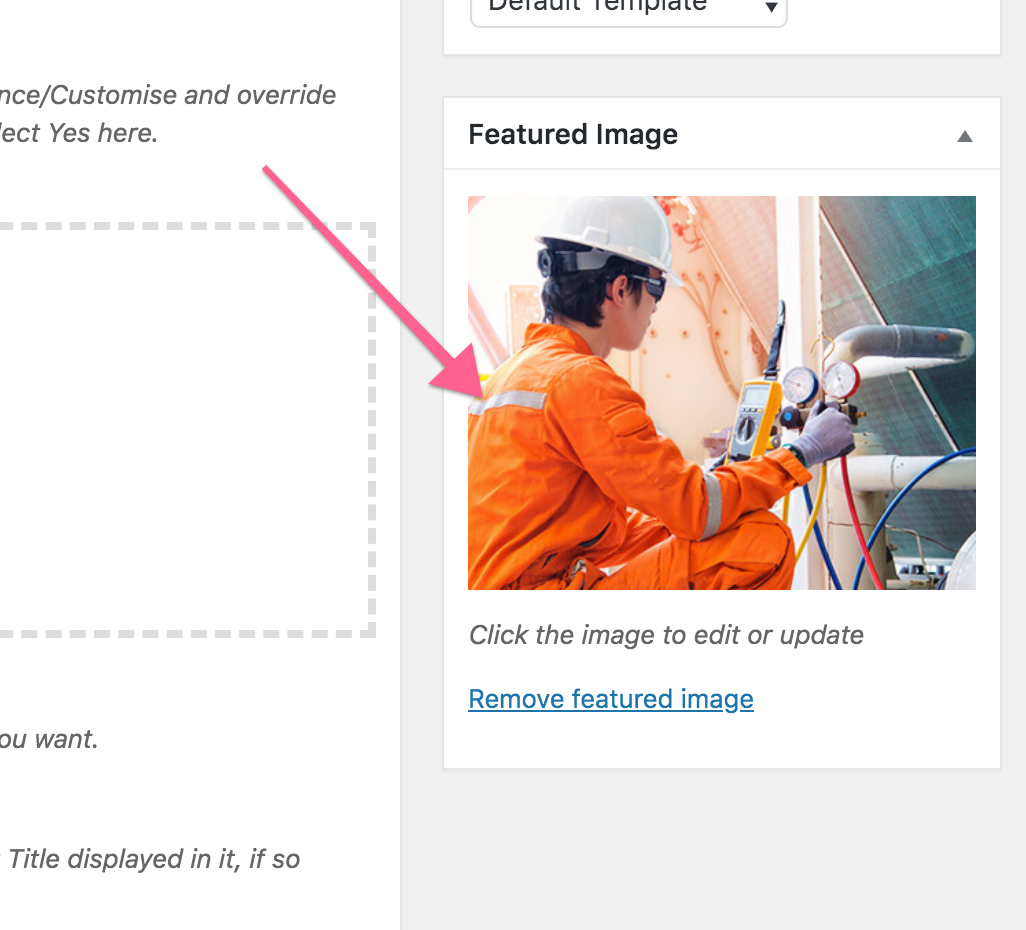 Default Template
nce/Customise and override
lect Yes here.
Featured Image
Click the image to edit or update
Remove featured image
ou want.
Title displayed in it, if so